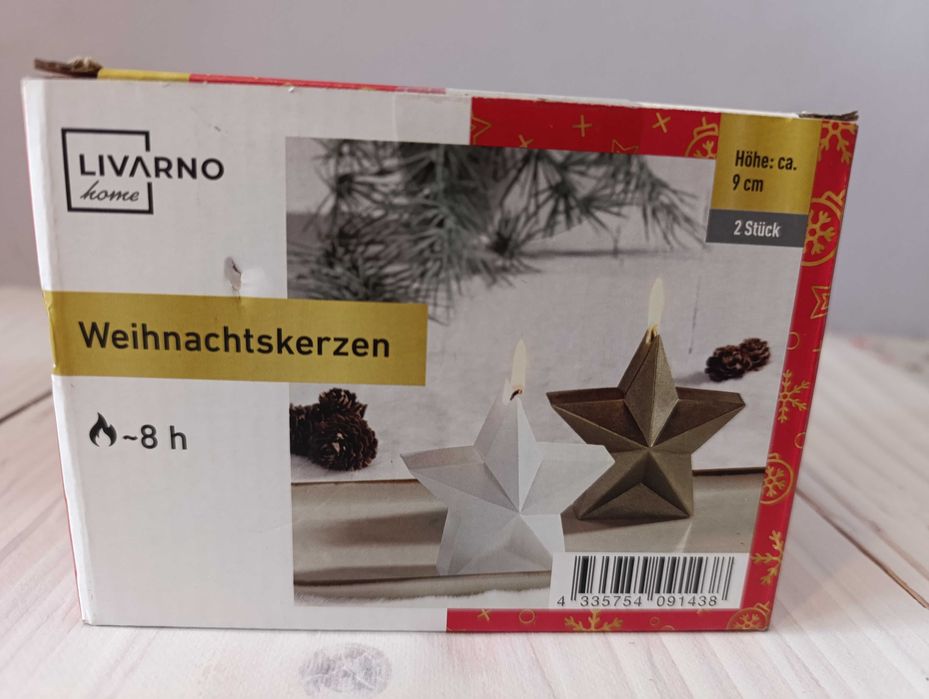 LIVARNO
home
Höhe: ca.
9 cm
2 Stück
Weihnachtskerzen
~8 h
4 335754 091438